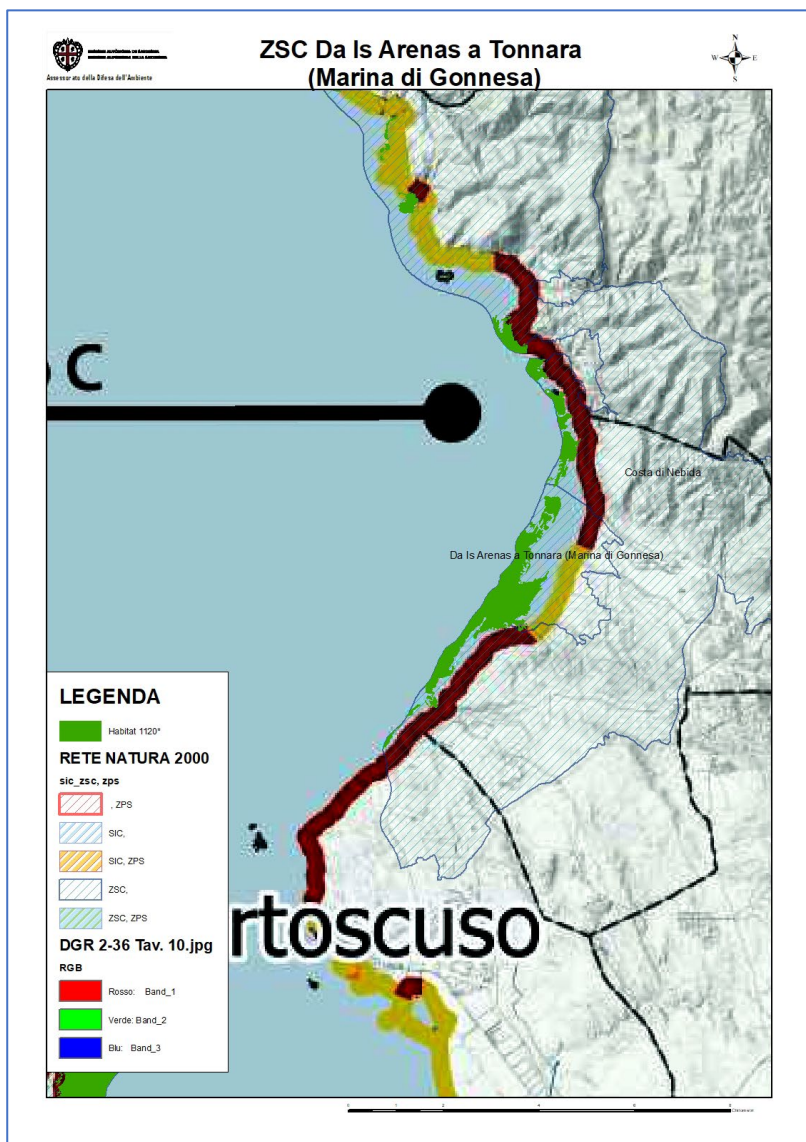 ZSC Da Is Arenas a Tonnara
(Marina di Gonnesa)
N
W
E
S
Assessorato della Difesa dell'Ambiente
C
Costa di Nebida
Da Is Arenas a Tonnara (Marina di Gonnesa)
rtoscuso
LEGENDA
Habitat 1120*
RETE NATURA 2000
sic_zsc, zps
, ZPS
SIC,
SIC, ZPS
ZSC,
ZSC, ZPS
DGR 2-36 Tav. 10.jpg
RGB
Rosso: Band_1
Verde: Band_2
Blu: Band_3